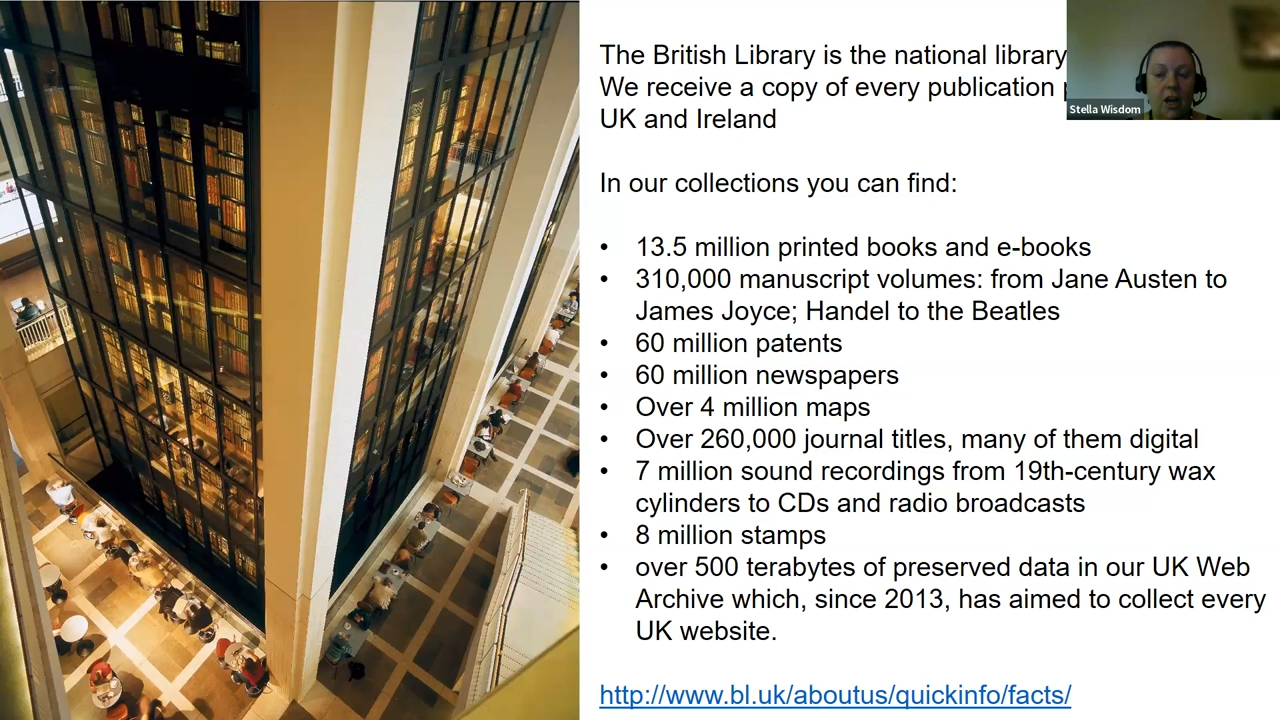 The British Library is the national library
We receive a copy of every publication
UK and Ireland
In our collections you can find:
• 13.5 million printed books and e-books
• 310,000 manuscript volumes: from Jane Austen to
James Joyce; Handel to the Beatles
• 60 million patents
• 60 million newspapers
• Over 4 million maps
• Over 260,000 journal titles, many of them digital
• 7 million sound recordings from 19th-century wax
cylinders to CDs and radio broadcasts
• 8 million stamps
• over 500 terabytes of preserved data in our UK Web
Archive which, since 2013, has aimed to collect every
UK website.
http://www.bl.uk/aboutus/quickinfo/facts/
Stella Wisdom